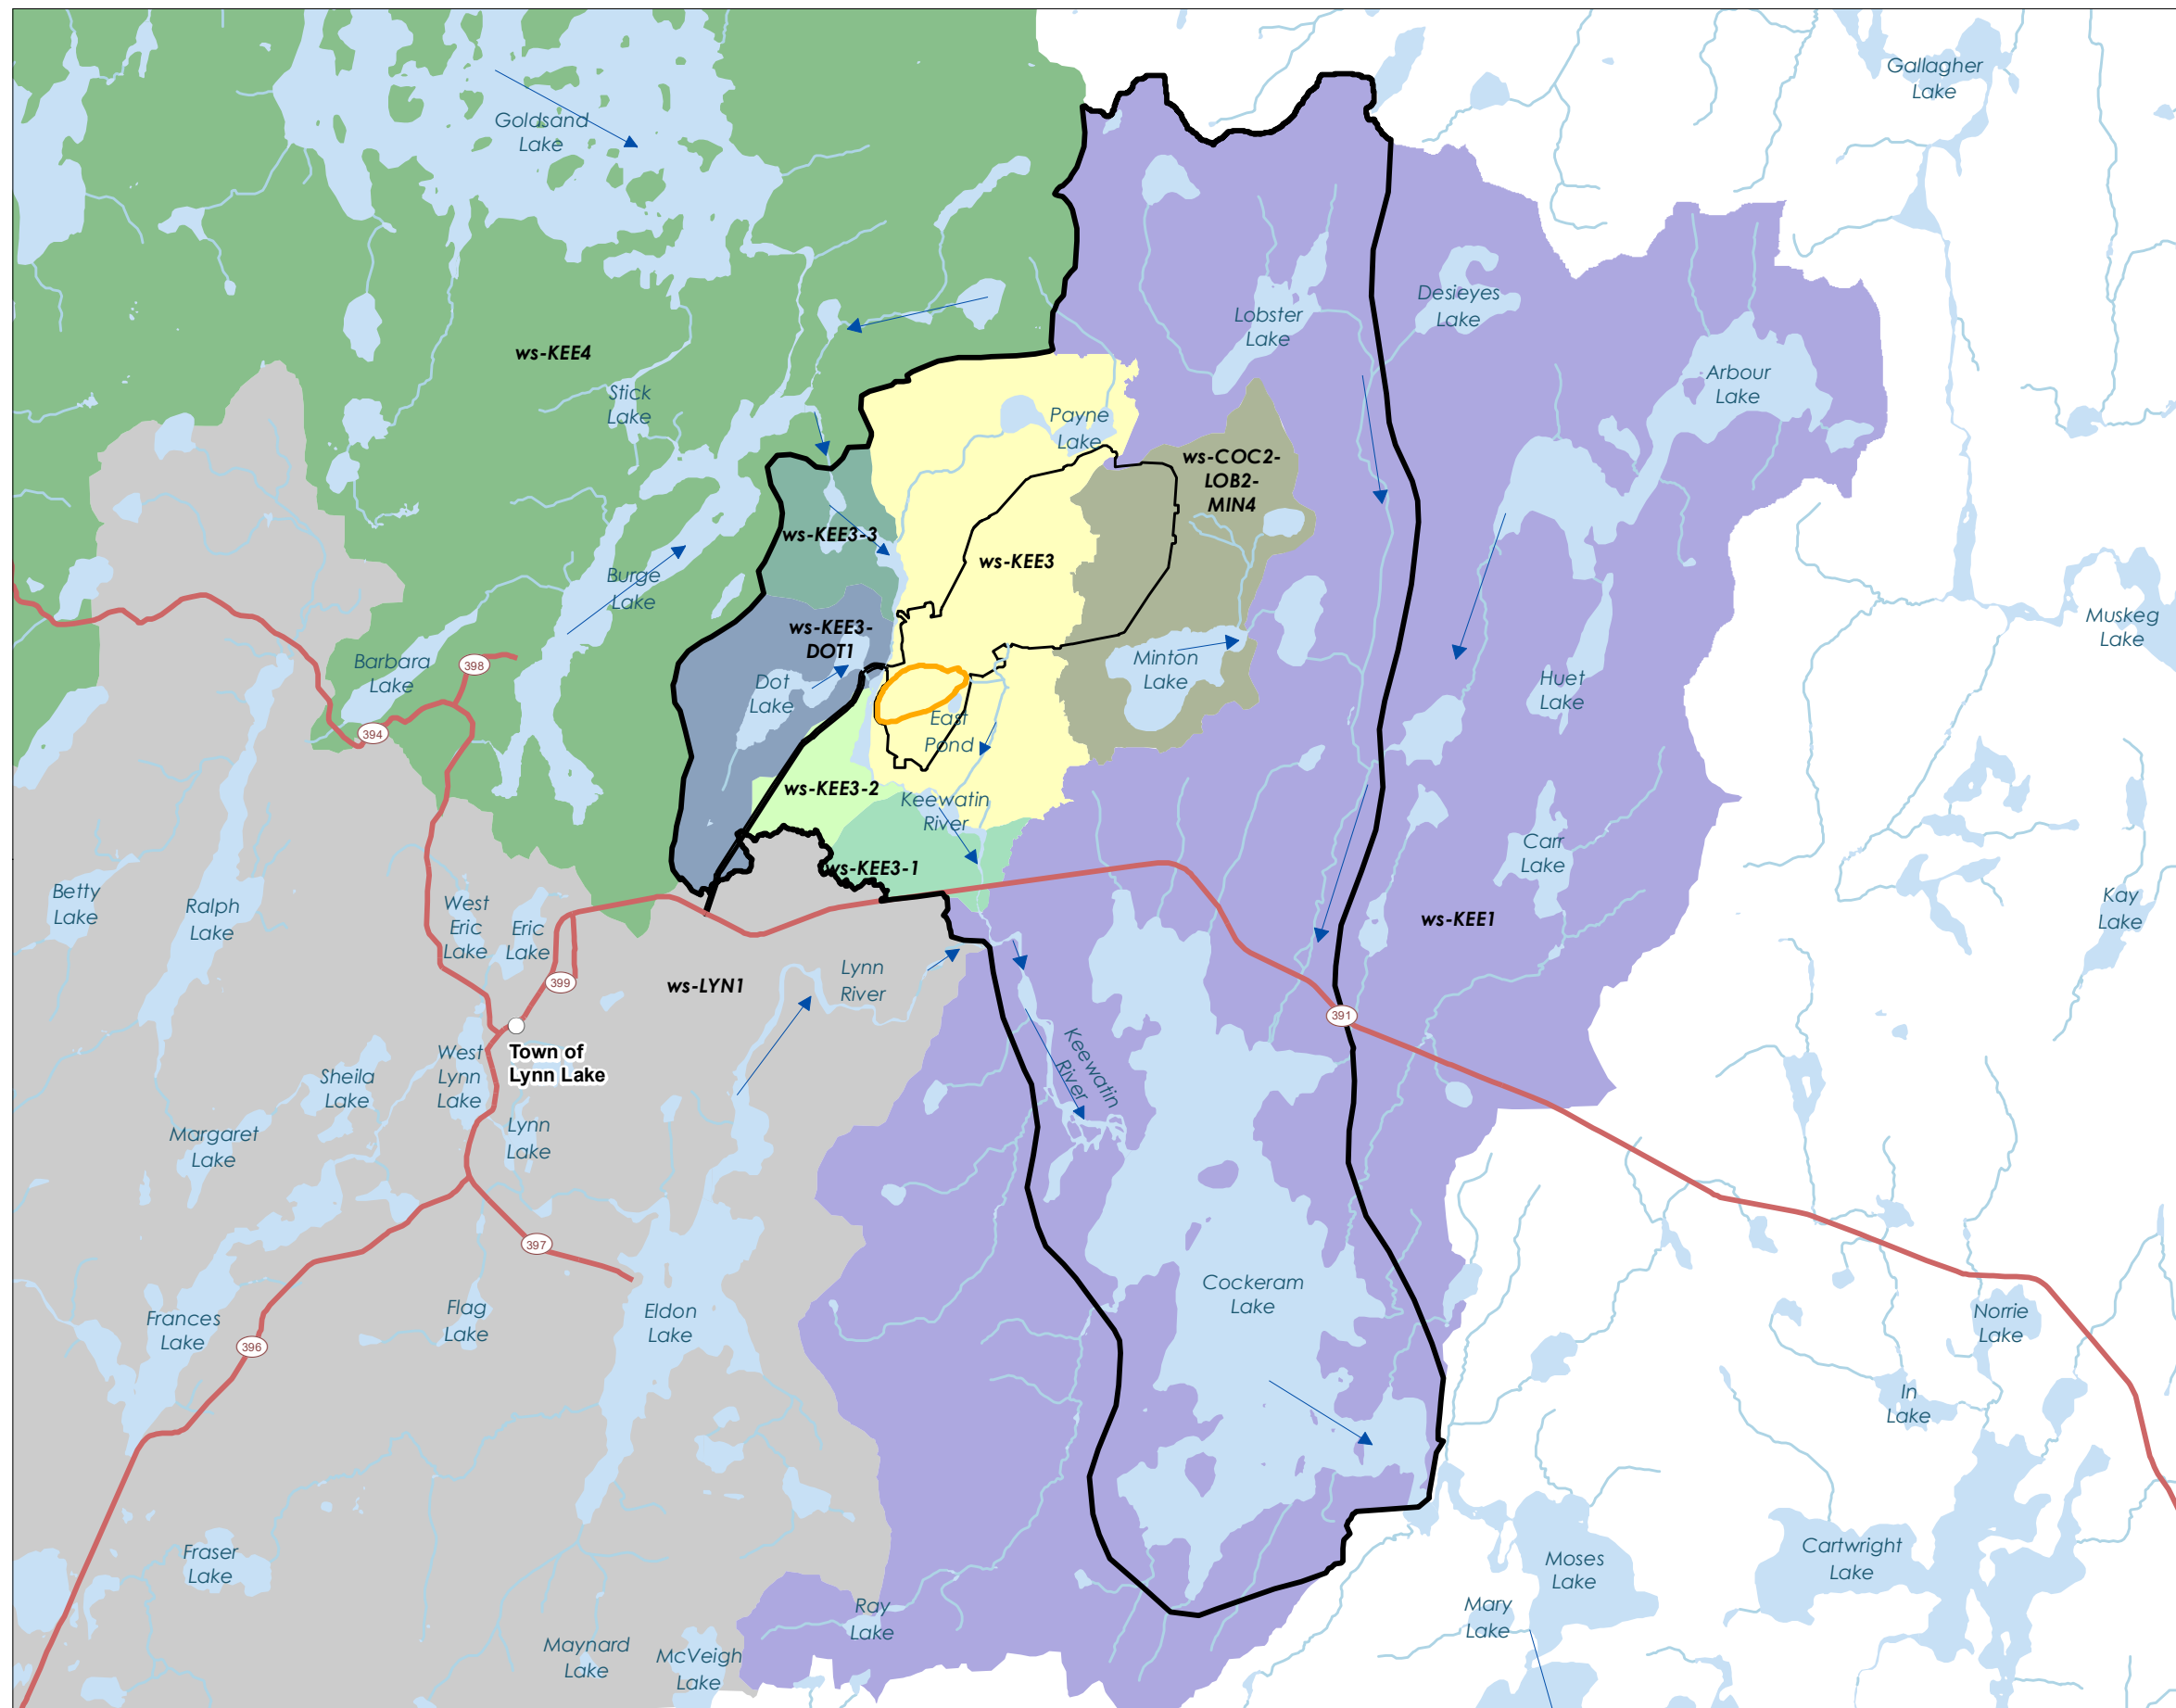 Gallagher
Lake
Goldsand
Lake
Desieyes
Lake
Lobster
Lake
ws-KEE4
Arbour
Lake
Stick
Lake
Payne
Lake
ws-COC2-
LOB2-
MIN4
ws-KEE3-3
ws-KEE3
Burge
Lake
Muskeg
Lake
ws-KEE3-
DOT1
Barbara
Lake
398
Minton
Lake
Dot
Lake
Huet
Lake
394
East
Pond
ws-KEE3-2
Keewatin
River
Carr
Lake
ws-KEE3-1
Betty
Lake
Ralph
Lake
West
Eric
Lake
Eric
Lake
Kay
Lake
ws-KEE1
399
ws-LYN1
Lynn
River
391
Town of
Lynn Lake
West
Lynn
Lake
Keewatin
River
Sheila
Lake
Margaret
Lake
Lynn
Lake
397
Cockeram
Lake
Frances
Lake
Flag
Lake
Eldon
Lake
Norrie
Lake
396
In
Lake
Fraser
Lake
Moses
Lake
Cartwright
Lake
Mary
Lake
Ray
Lake
Maynard
Lake
McVeigh
Lake